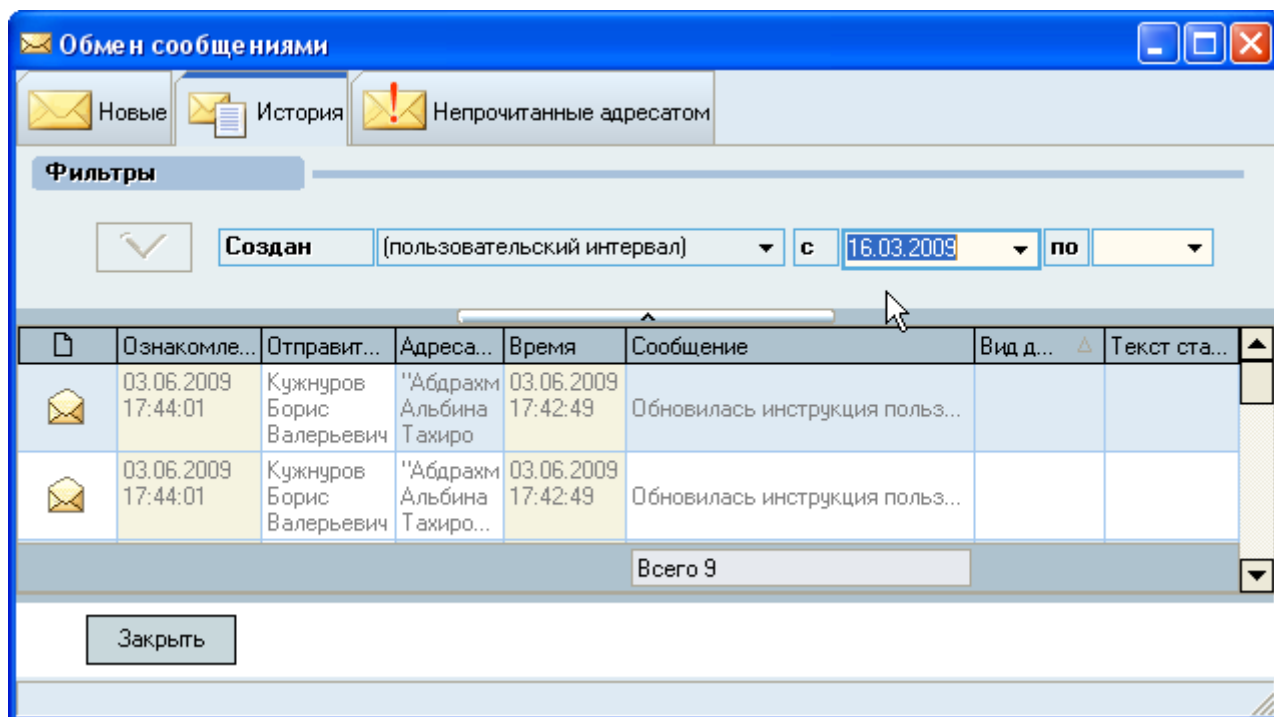 Обмен сообщениями
Новые История Непрочитанные адресатом
Фильтры
Создан (пользовательский интервал) с 16.03.2009 по
Ознакомле... Отправит... Адреса... Время Сообщение Вид д... Текст ста...
03.06.2009 Кужнуров "Абдрахм 03.06.2009
17:44:01 Борис Альбина 17:42:49 Обновилась инструкция польз...
Валерьевич Тахиро
03.06.2009 Кужнуров "Абдрахм 03.06.2009
17:44:01 Борис Альбина 17:42:49 Обновилась инструкция польз...
Валерьевич Тахиро...
Всего 9
Закрыть